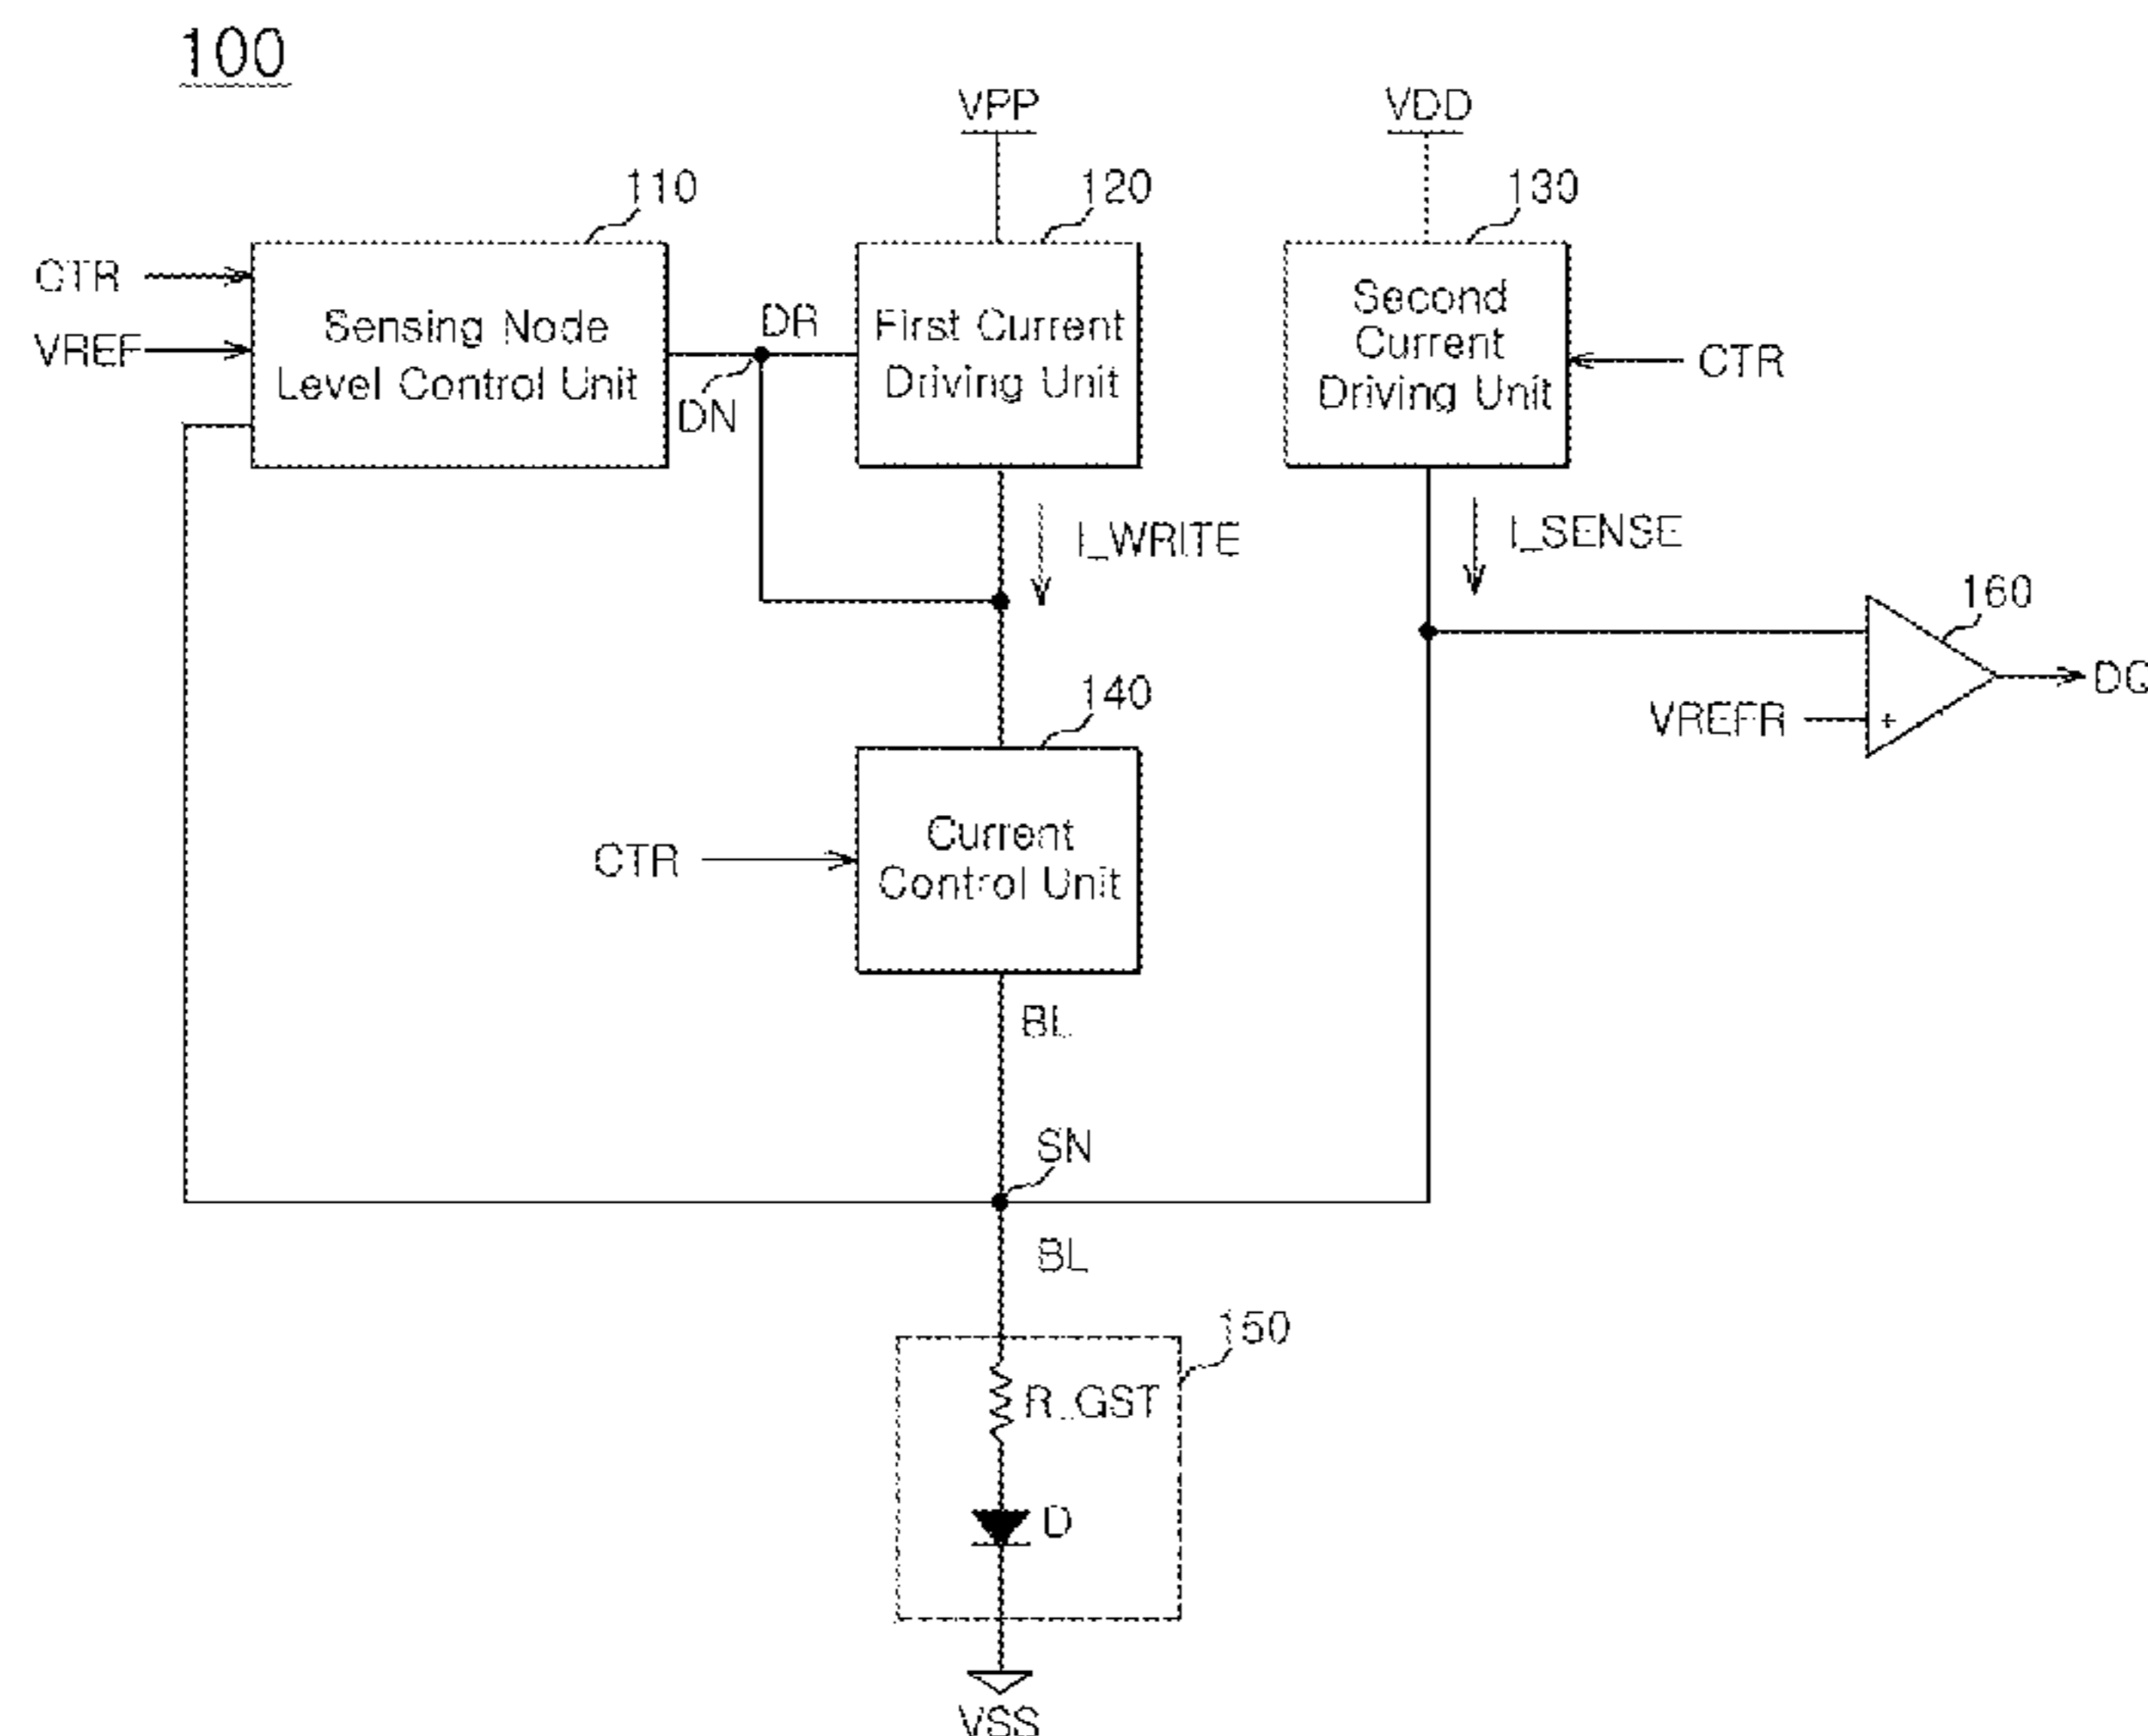 100
VPP
VDD
110
120
130
CTR
VREF
Sensing Node
Level Control Unit
DR
DN
First Current
Driving Unit
Second
Current
Driving Unit
CTR
I_WRITE
I_SENSE
160
DQ
VREFR
+
140
CTR
Current
Control Unit
BL
SN
BL
150
R_GST
D
VSS